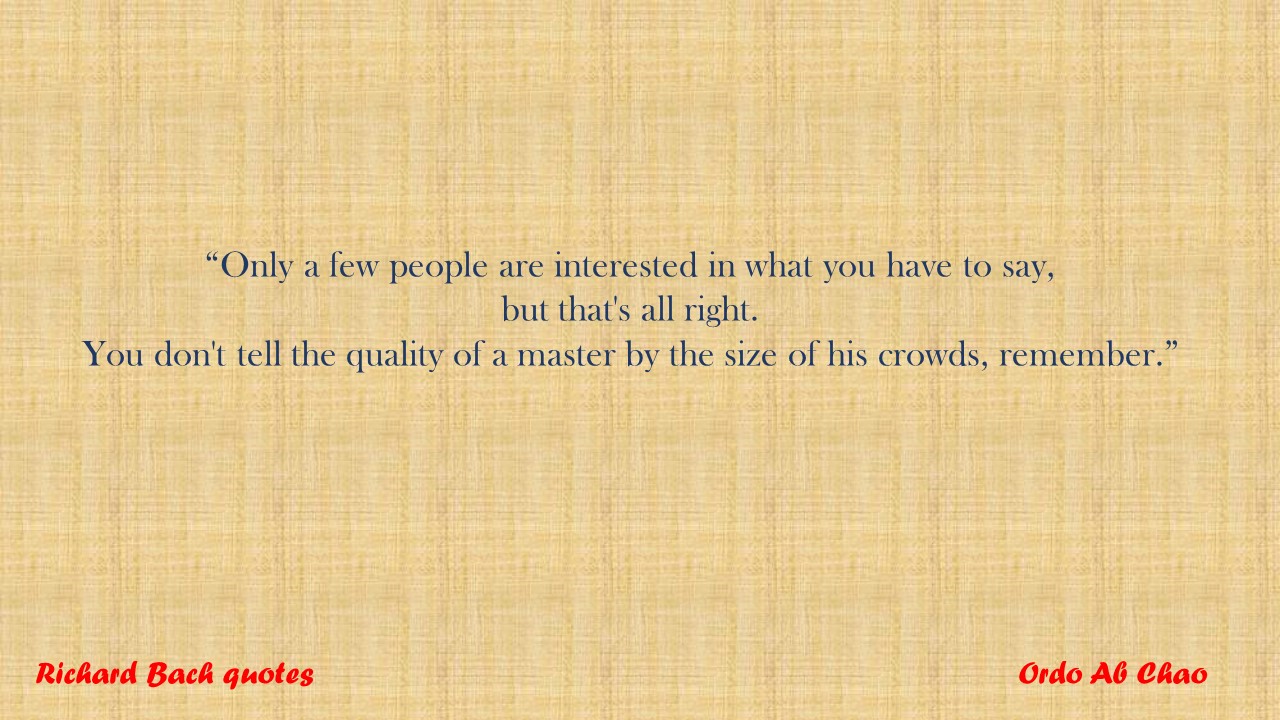 “Only a few people are interested in what you have to say,
but that's all right.
You don't tell the quality of a master by the size of his crowds, remember.”
Richard Bach quotes
Ordo Ab Chao